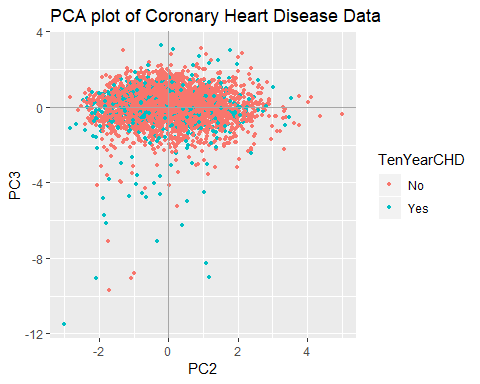 PCA plot of Coronary Heart Disease Data
4
0
-4
-8
-12
PC3
-2
0
2
4
PC2
TenYearCHD
No
Yes